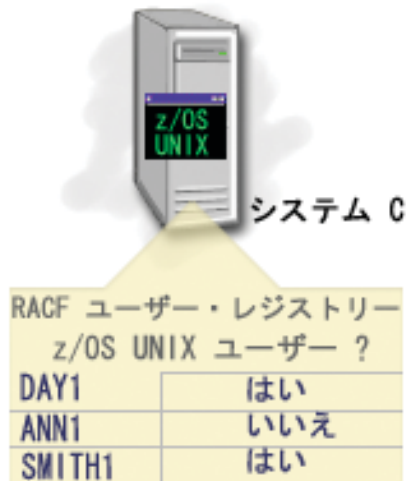 z/OS
UNIX
システム C
RACF ユーザー・レジストリー
z/OS UNIX ユーザー ?
DAY1 はい
ANN1 いいえ
SMITH1 はい